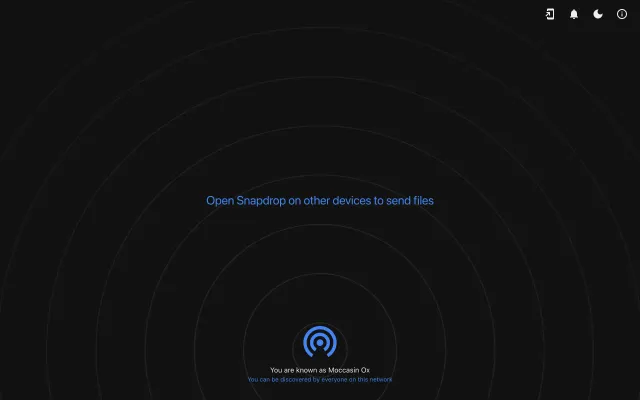 Open Snapdrop on other devices to send files
You are known as Moccasin Ox
You can be discovered by everyone on this network